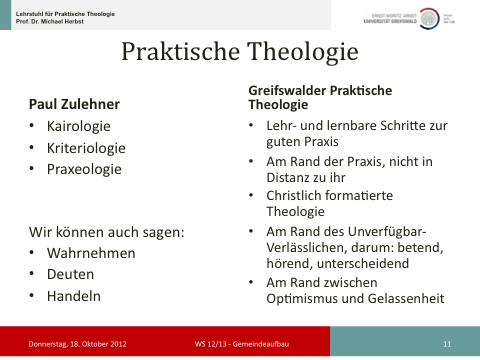 Lehrstuhl für Praktische Theologie
Prof. Dr. Michael Herbst
ERNST MORITZ ARNDT
UNIVERSITÄT GREIFSWALD
Praktische Theologie
Paul Zulehner
• Kairologie
• Kriteriologie
• Praxeologie
Wir können auch sagen:
• Wahrnehmen
• Deuten
• Handeln
Greifswalder Praktische
Theologie
• Lehr- und lernbare Schritte zur
guten Praxis
• Am Rand der Praxis, nicht in
Distanz zu ihr
• Christlich formatierte
Theologie
• Am Rand des Unverfügbar-
Verlässlichen, darum: betend,
hörend, unterscheidend
• Am Rand zwischen
Optimismus und Gelassenheit
Donnerstag, 18. Oktober 2012
WS 12/13 - Gemeindeaufbau
11